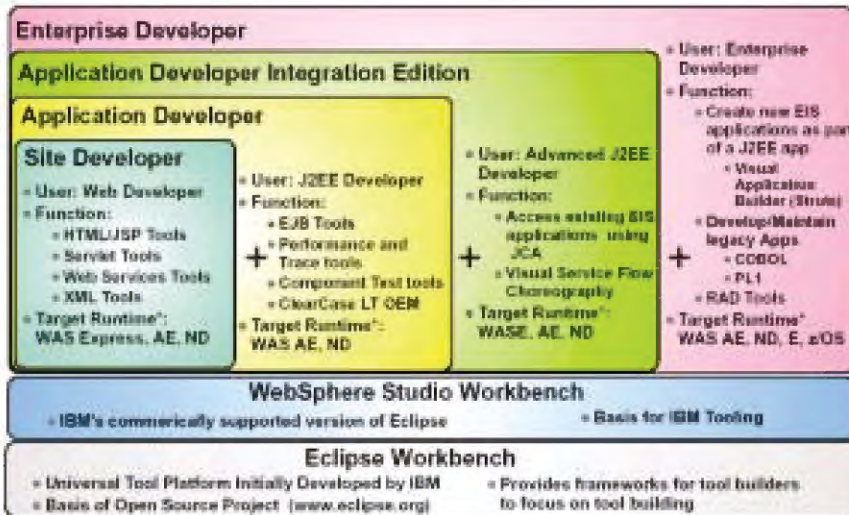 Enterprise Developer
Application Developer Integration Edition
Application Developer
Site Developer
User: Web Developer
Function:
HTML/JSP Tools
Servlet Tools
Web Services Tools
XML Tools
Target Runtime*:
WAS Express, AE, ND
+
User: J2EE Developer
Function:
EJB Tools
Performance and
Trace tools
Component Test tools
ClearCase LT OEM
Target Runtime*:
WAS AE, ND
+
User: Advanced J2EE
Developer
Function:
Access existing EIS
applications using
JCA
Visual Service Flow
Choreography
Target Runtime*:
WASE, AE, ND
+
User: Enterprise
Developer
Function:
Create new EIS
applications as part
of a J2EE app
Visual
Application
Builder (Struts)
Develop/Maintain
legacy Apps
COBOL
PL1
RAD Tools
Target Runtime*
WAS AE, ND, E, z/OS
WebSphere Studio Workbench
IBM's commerically supported version of Eclipse
Basis for IBM Tooling
Eclipse Workbench
Universal Tool Platform Initially Developed by IBM
Basis of Open Source Project (www.eclipse.org)
Provides frameworks for tool builders
to focus on tool building